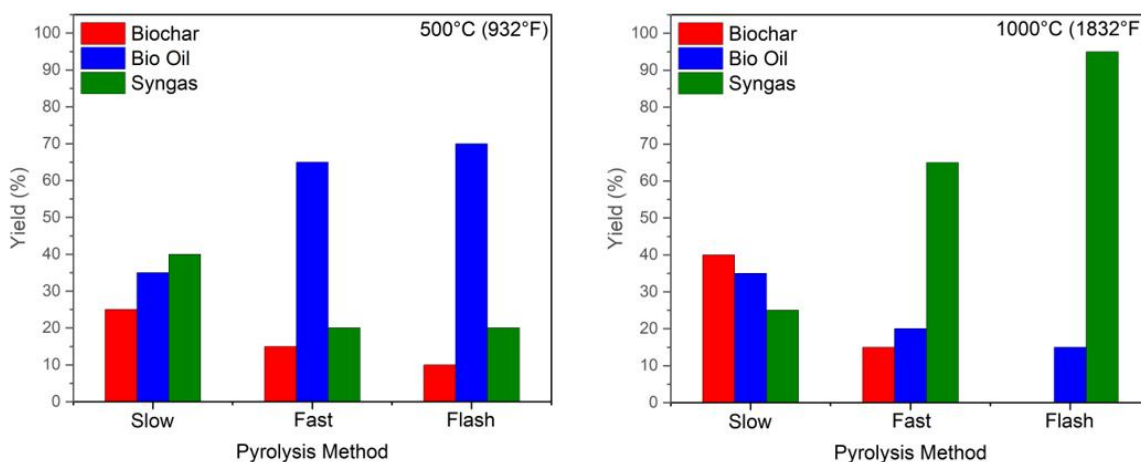 Biochar
Bio Oil
Syngas
500°C (932°F)
100
90
80
70
60
50
40
30
20
10
0
Yield (%)
Slow Fast Flash
Pyrolysis Method
Biochar
Bio Oil
Syngas
1000°C (1832°F
100
90
80
70
60
50
40
30
20
10
0
Yield (%)
Slow Fast Flash
Pyrolysis Method